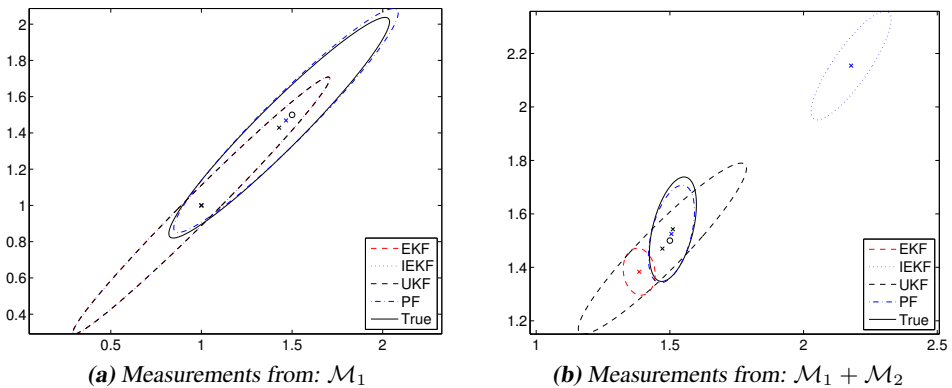 2
1.8
1.6
1.4
1.2
1
0.8
0.6
0.4
0.5 1 1.5 2
EKF
IEKF
UKF
PF
True
(a) Measurements from: ℳ₁
2.2
2
1.8
1.6
1.4
1.2
1 1.5 2 2.5
EKF
IEKF
UKF
PF
True
(b) Measurements from: ℳ₁ + ℳ₂